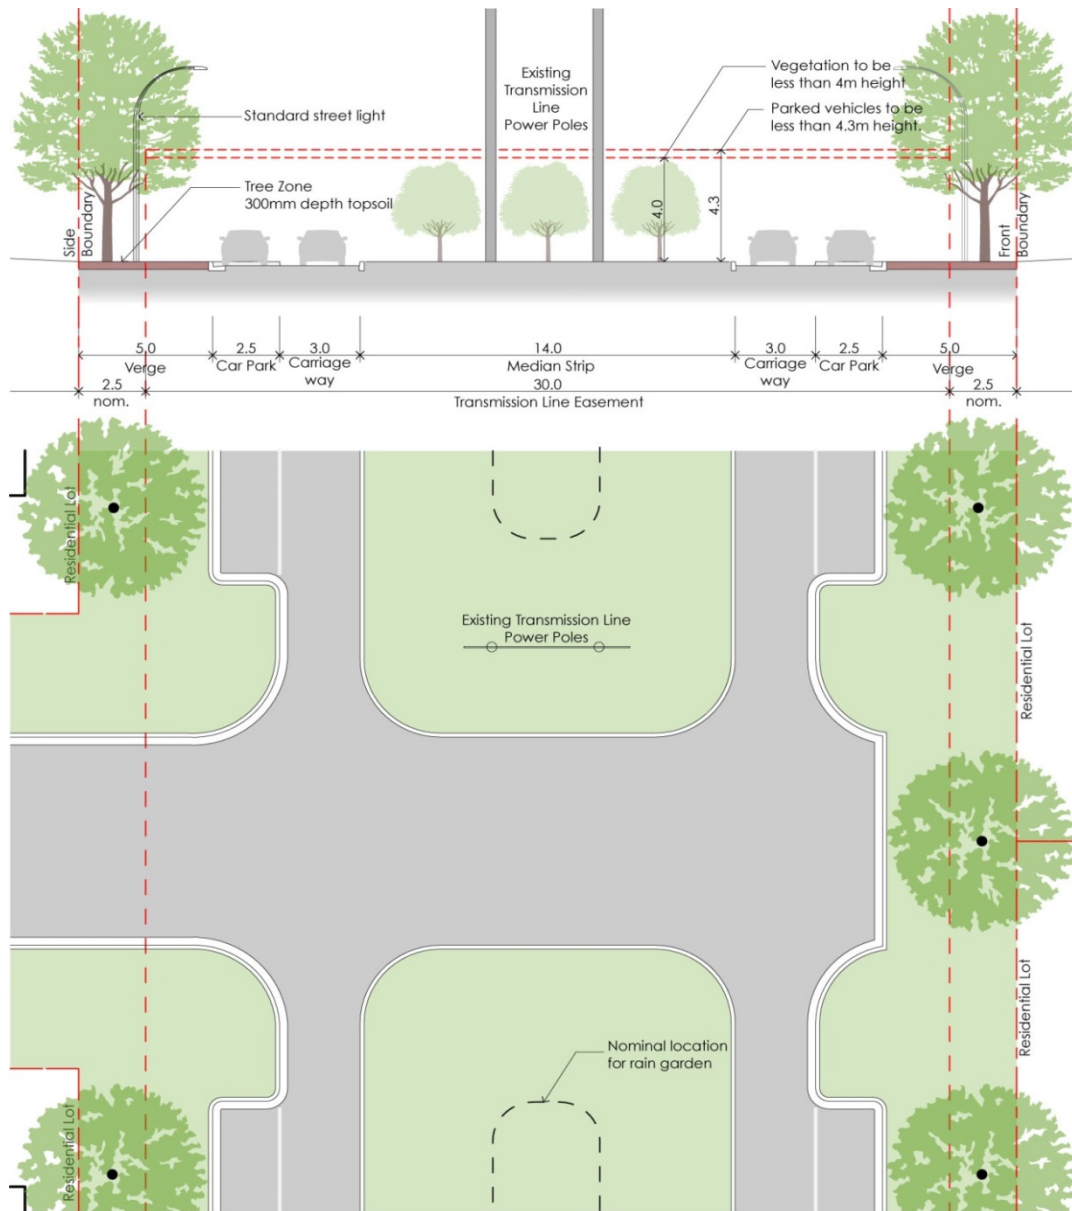 Existing
Transmission
Line
Power Poles
Vegetation to be
less than 4m height
Standard street light
Parked vehicles to be
less than 4.3m height.
Tree Zone
300mm depth topsoil
Side
Boundary
4.0
4.3
Front
Boundary
5.0
2.5
3.0
14.0
3.0
2.5
5.0
Verge
Car Park
Carriage
way
Median Strip
Carriage
way
Car Park
Verge
2.5
nom.
30.0
Transmission Line Easement
2.5
nom.
Residential Lot
Existing Transmission Line
Power Poles
Residential Lot
Residential Lot
Nominal location
for rain garden
Residential Lot